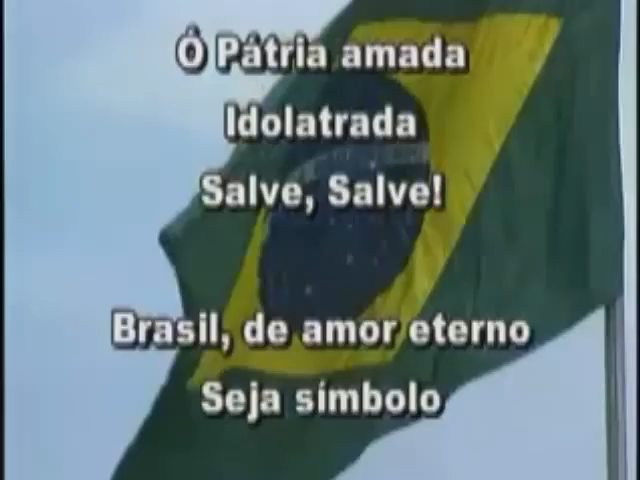 Ó Pátria amada
Idolatrada
Salve, Salve!
Brasil, de amor eterno
Seja símbolo